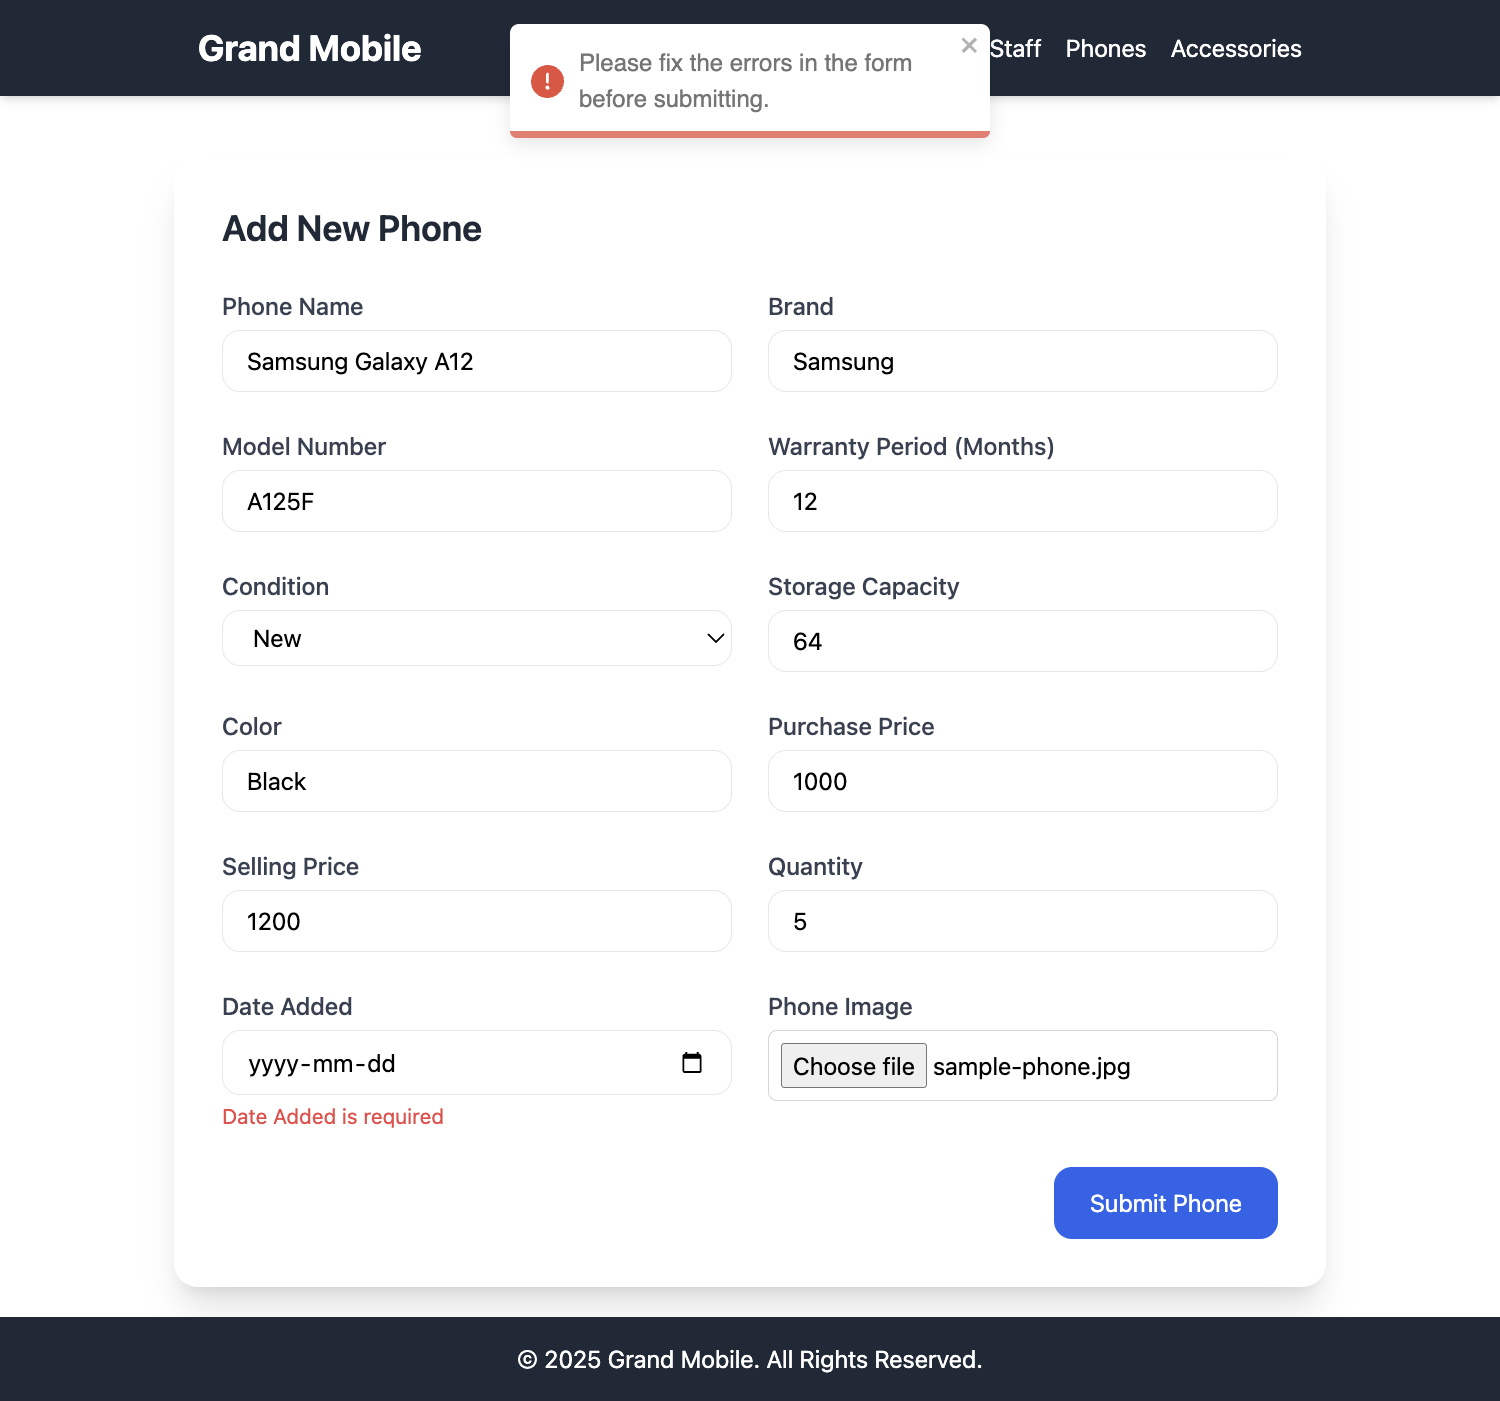 Grand Mobile
Staff
Phones
Accessories
Please fix the errors in the form
before submitting.
Add New Phone
Phone Name
Samsung Galaxy A12
Brand
Samsung
Model Number
A125F
Warranty Period (Months)
12
Condition
New
Storage Capacity
64
Color
Black
Purchase Price
1000
Selling Price
1200
Quantity
5
Date Added
yyyy-mm-dd
Date Added is required
Phone Image
Choose file sample-phone.jpg
Submit Phone
© 2025 Grand Mobile. All Rights Reserved.